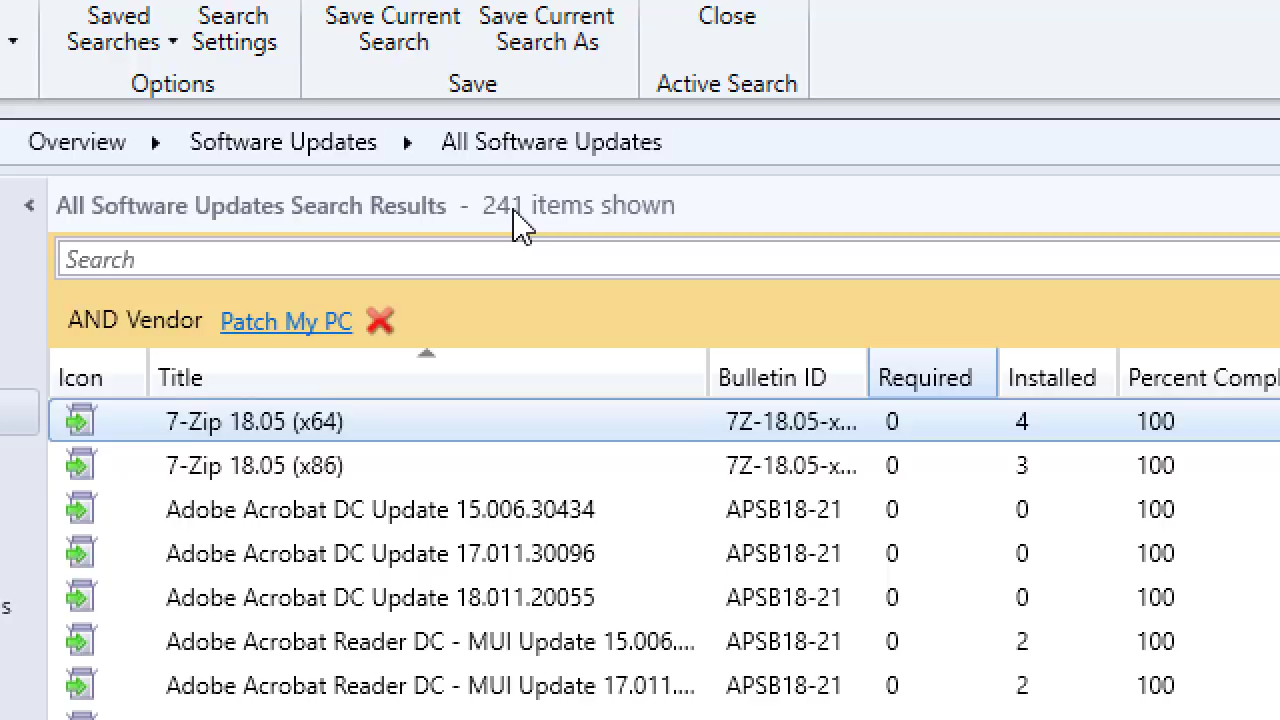 Saved Searches
Search Settings
Options
Save Current Search
Save Current Search As
Save
Close
Active Search
Overview Software Updates All Software Updates
All Software Updates Search Results - 241 items shown
Search
AND Vendor Patch My PC
Icon Title Bulletin ID Required Installed Percent Compl
7-Zip 18.05 (x64) 7Z-18.05-x... 0 4 100
7-Zip 18.05 (x86) 7Z-18.05-x... 0 3 100
Adobe Acrobat DC Update 15.006.30434 APSB18-21 0 0 100
Adobe Acrobat DC Update 17.011.30096 APSB18-21 0 0 100
Adobe Acrobat DC Update 18.011.20055 APSB18-21 0 0 100
s
Adobe Acrobat Reader DC - MUI Update 15.006.... APSB18-21 0 2 100
Adobe Acrobat Reader DC - MUI Update 17.011.... APSB18-21 0 2 100